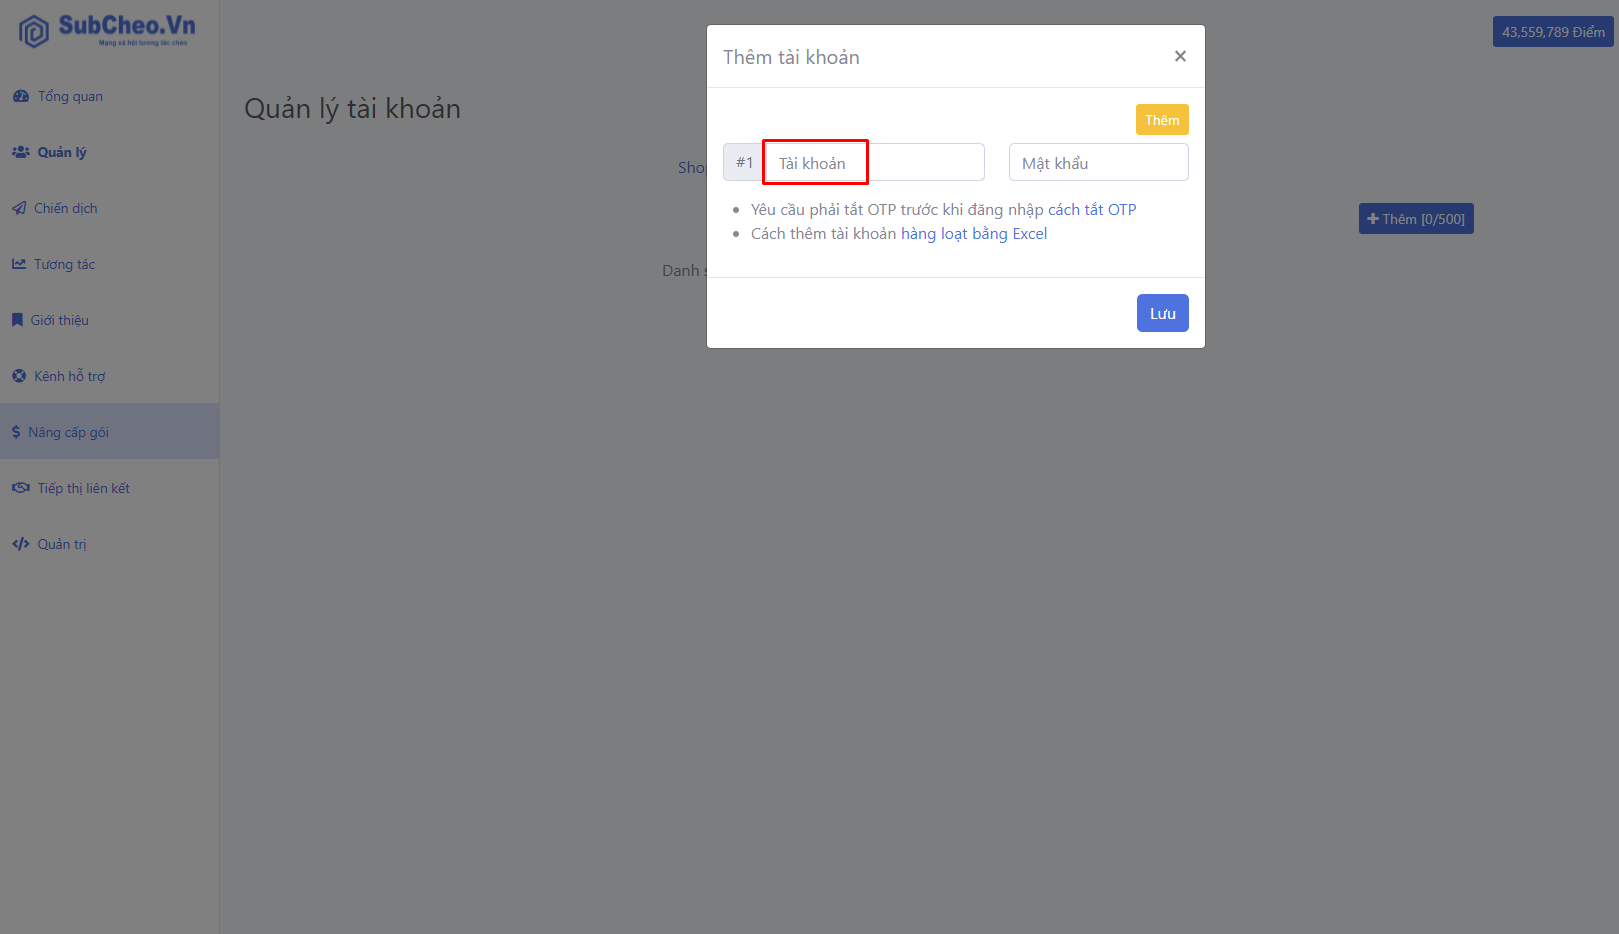 SubCheo.Vn
Mạng xã hội tương tác chéo
43,559,789 Điểm
Tổng quan
Quản lý
Chiến dịch
Tương tác
Giới thiệu
Kênh hỗ trợ
Nâng cấp gói
Tiếp thị liên kết
Quản trị
Quản lý tài khoản
Thêm [0/500]
Thêm tài khoản
×
Thêm
#1 Tài khoản Mật khẩu
Yêu cầu phải tắt OTP trước khi đăng nhập cách tắt OTP
Cách thêm tài khoản hàng loạt bằng Excel
Danh
Lưu